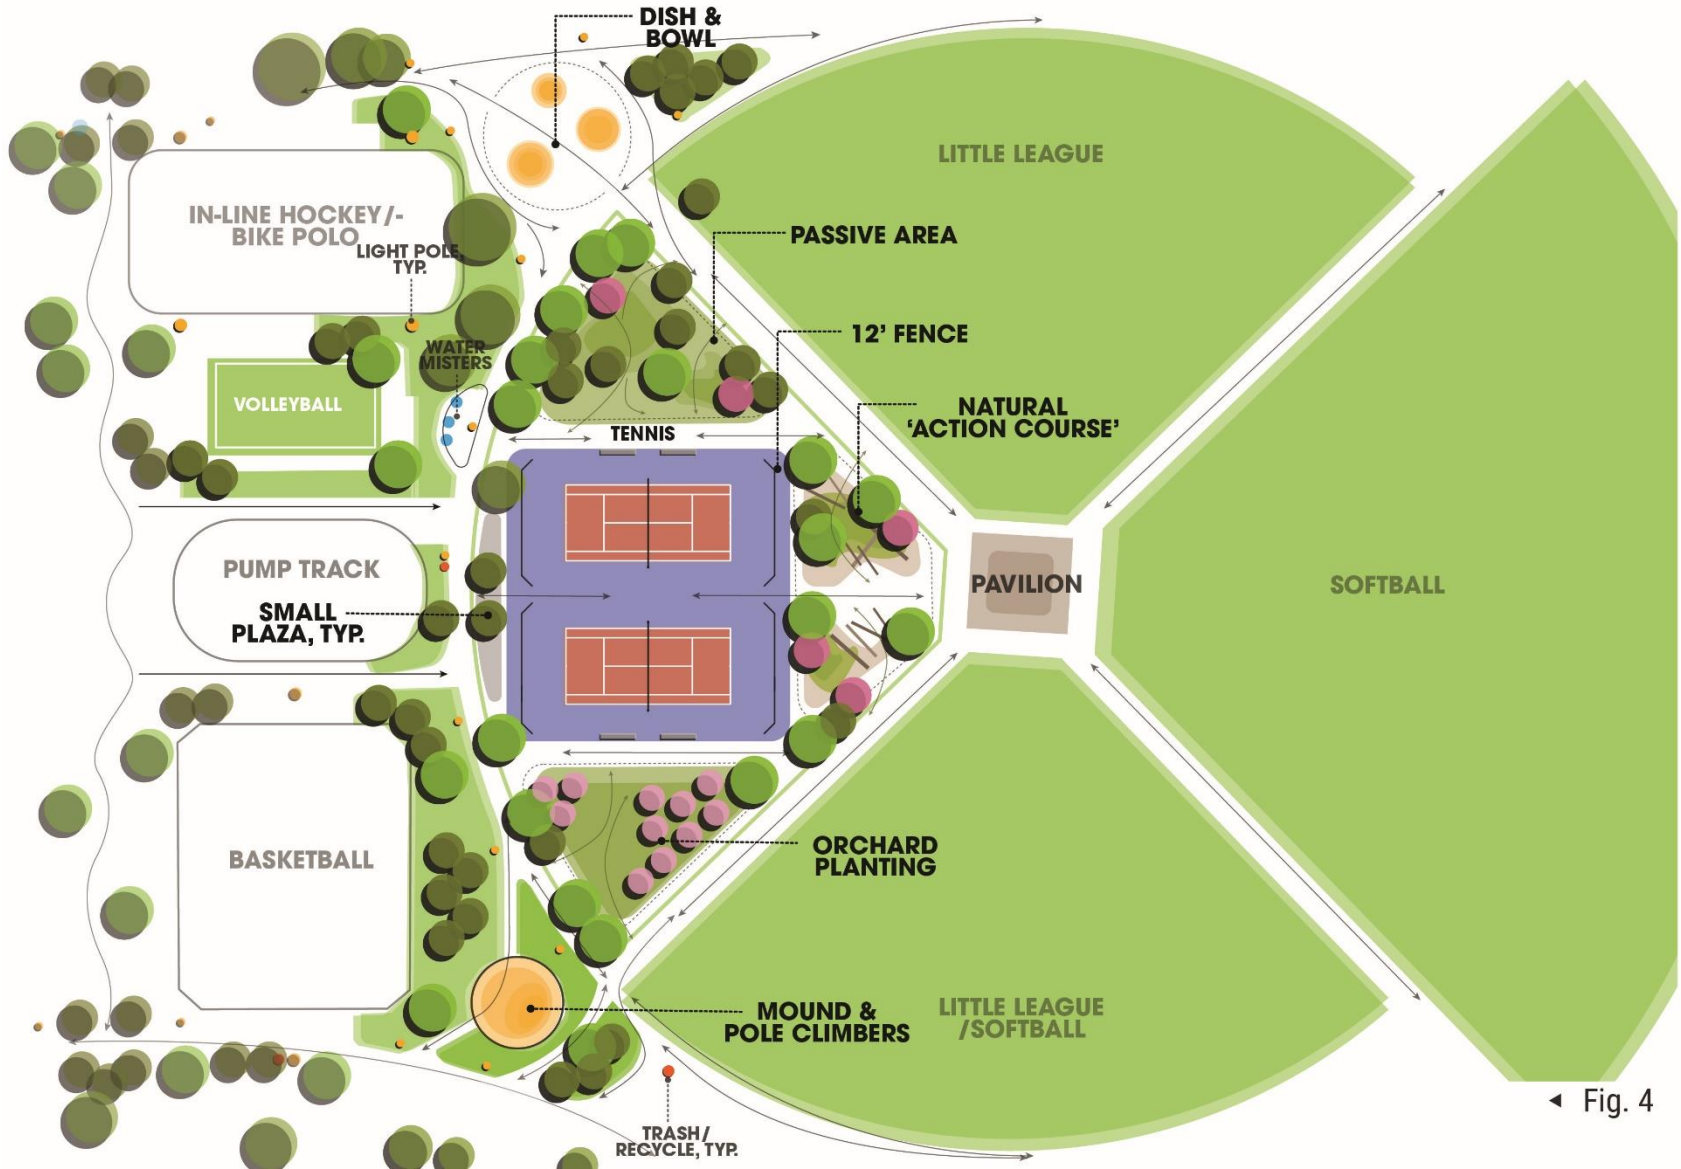 DISH &
BOWL
LITTLE LEAGUE
IN-LINE HOCKEY/-
BIKE POLO
LIGHT POLE,
TYP.
PASSIVE AREA
12' FENCE
WATER
MISTERS
VOLLEYBALL
NATURAL
'ACTION COURSE'
TENNIS
PUMP TRACK
SMALL
PLAZA, TYP.
PAVILION
SOFTBALL
BASKETBALL
ORCHARD
PLANTING
MOUND &
POLE CLIMBERS
LITTLE LEAGUE
/SOFTBALL
TRASH/
RECYCLE, TYP.
◄ Fig. 4